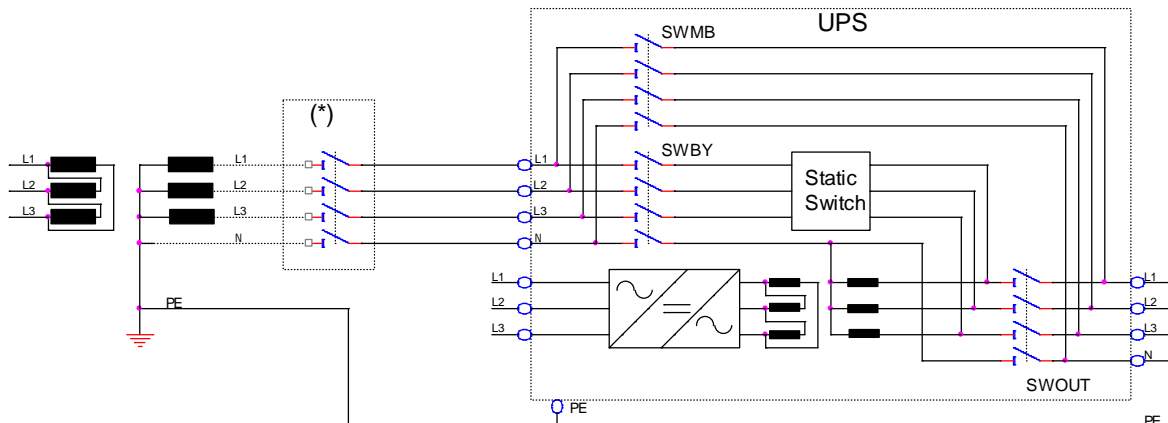 UPS
SWMB
(*)
SWBY
L1 L1 L1
L2 L2 L2
L3 L3 L3
N N
Static
Switch
L1 L1
L2 L2
L3 L3
N
PE
SWOUT
PE PE